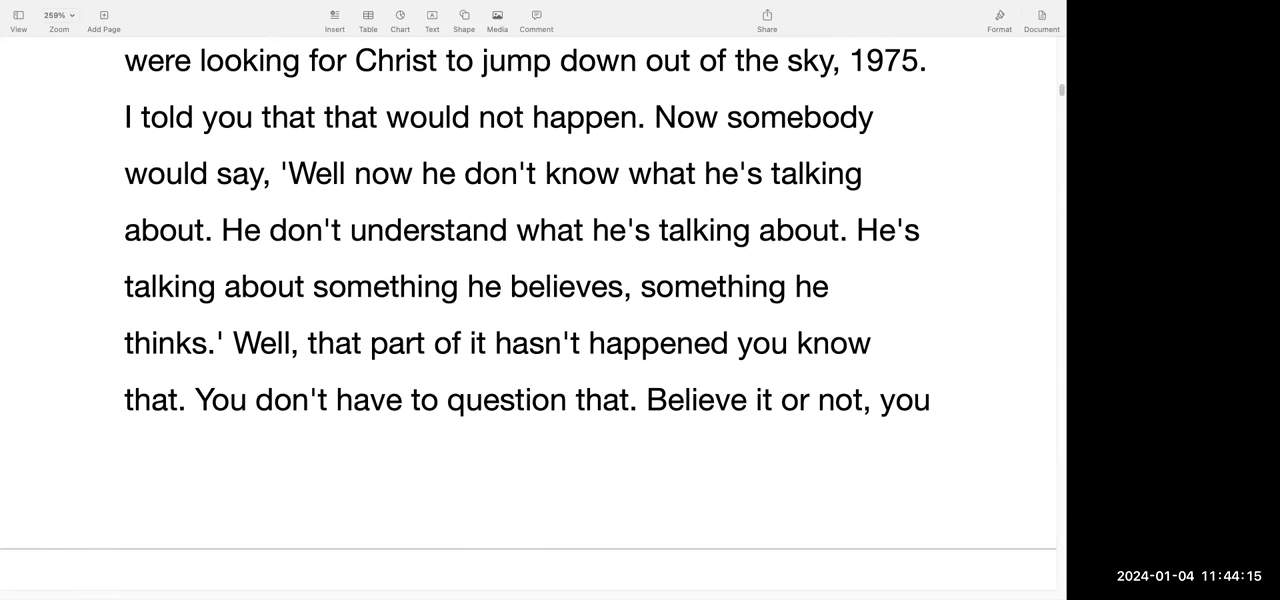 259%
View Zoom Add Page Insert Table Chart Text Shape Media Comment Share Format Document
were looking for Christ to jump down out of the sky, 1975.
I told you that that would not happen. Now somebody
would say, 'Well now he don't know what he's talking
about. He don't understand what he's talking about. He's
talking about something he believes, something he
thinks.' Well, that part of it hasn't happened you know
that. You don't have to question that. Believe it or not, you
2024-01-04 11:44:15